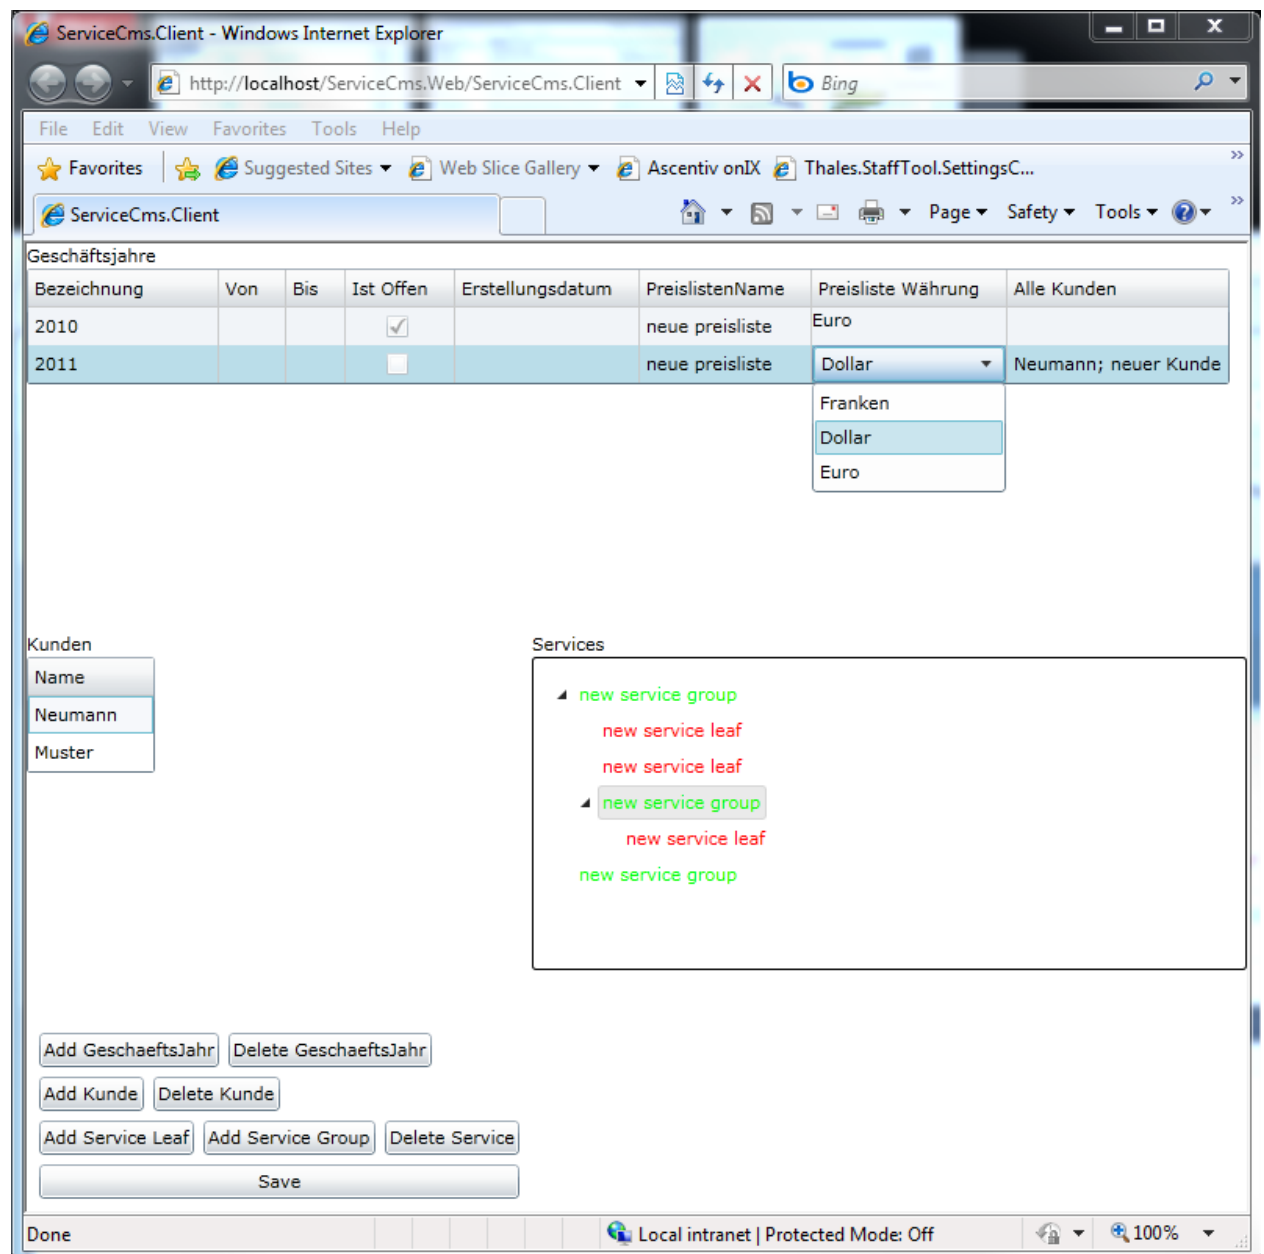 ServiceCms.Client - Windows Internet Explorer
http://localhost/ServiceCms.Web/ServiceCms.Client Bing
File Edit View Favorites Tools Help
Favorites Suggested Sites Web Slice Gallery Ascentiv onIX Thales.StaffTool.SettingsC... »
ServiceCms.Client Page Safety Tools »
Geschäftsjahre
Bezeichnung Von Bis Ist Offen Erstellungsdatum PreislistenName Preisliste Währung Alle Kunden
2010 neue preisliste Euro
2011 neue preisliste Dollar Neumann; neuer Kunde
Franken
Dollar
Euro
Kunden Services
Name
Neumann
Muster
new service group
new service leaf
new service leaf
new service group
new service leaf
new service group
Add GeschaeftsJahr Delete GeschaeftsJahr
Add Kunde Delete Kunde
Add Service Leaf Add Service Group Delete Service
Save
Done Local intranet | Protected Mode: Off 100%